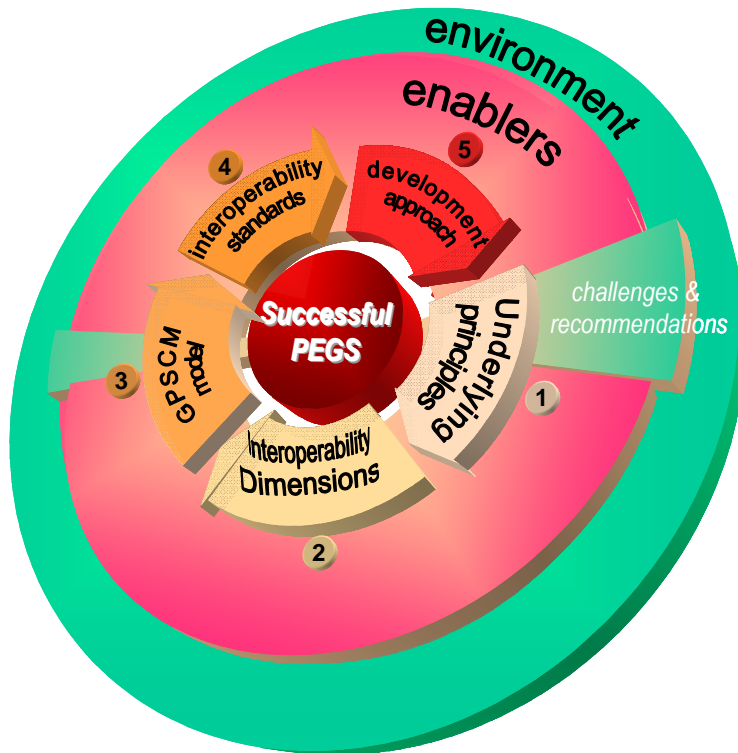 environment
enablers
5
development
approach
4
interoperability
standards
Successful
PEGS
challenges &
recommendations
Underlying
principles
1
GPSCM
model
3
Interoperability
Dimensions
2